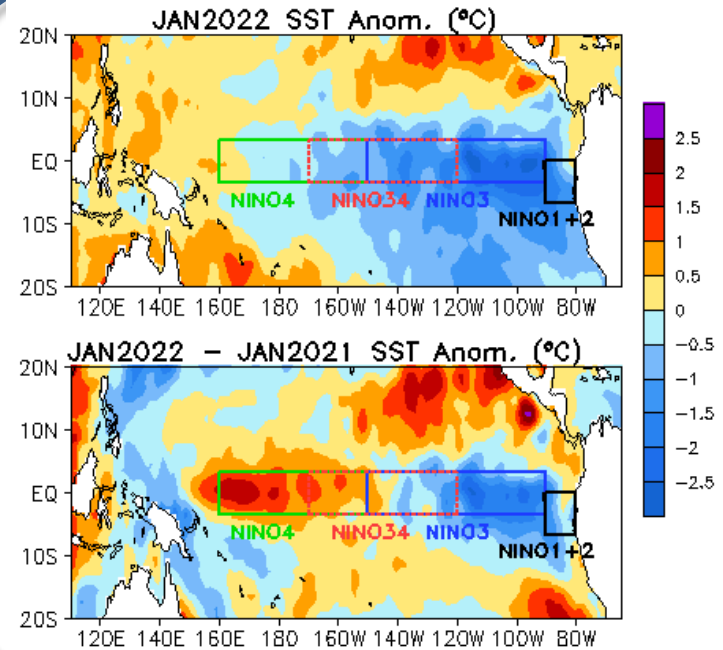 JAN2022 SST Anom. (°C)
20N
10N
EQ
10S
20S
NINO4 NINO34 NINO3
NINO1+2
120E 140E 160E 180 160W 140W 120W 100W 80W
JAN2022 – JAN2021 SST Anom. (°C)
20N
10N
EQ
10S
20S
NINO4 NINO34 NINO3
NINO1+2
120E 140E 160E 180 160W 140W 120W 100W 80W
2.5
2
1.5
1
0.5
0
−0.5
−1
−1.5
−2
−2.5